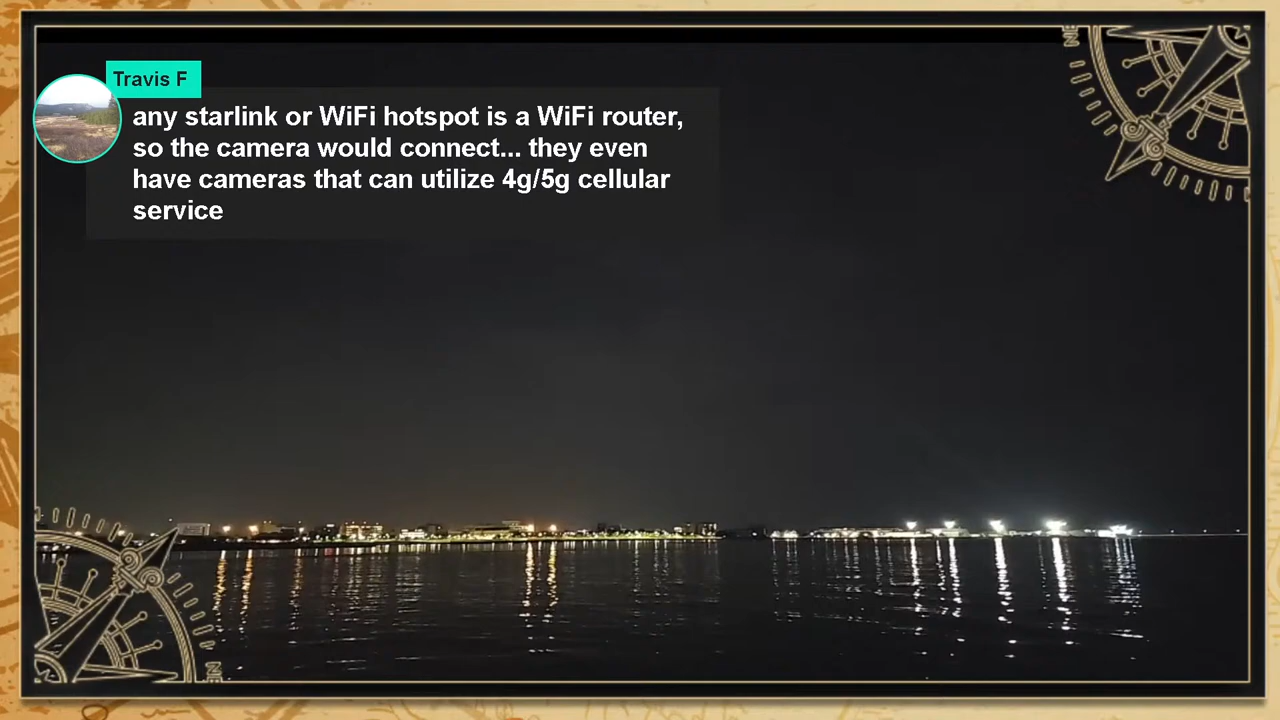 Travis F
any starlink or WiFi hotspot is a WiFi router,
so the camera would connect... they even
have cameras that can utilize 4g/5g cellular
service